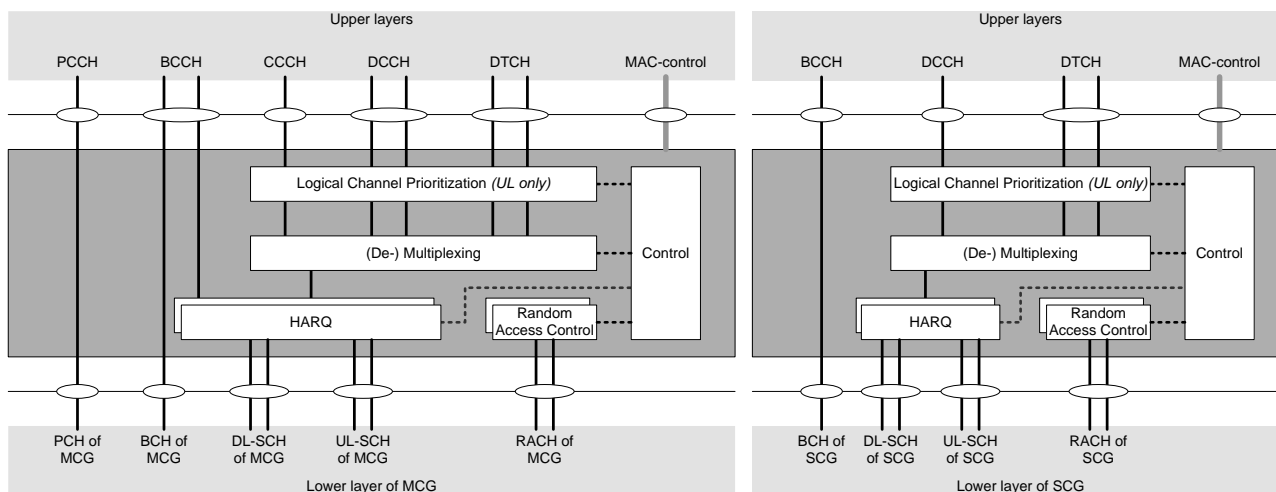 Upper layers
PCCH BCCH CCCH DCCH DTCH MAC-control
Logical Channel Prioritization (UL only)
(De-) Multiplexing
Control
HARQ
Random
Access Control
PCH of
MCG
BCH of
MCG
DL-SCH
of MCG
UL-SCH
of MCG
RACH of
MCG
Lower layer of MCG
Upper layers
BCCH DCCH DTCH MAC-control
Logical Channel Prioritization (UL only)
(De-) Multiplexing
Control
HARQ
Random
Access Control
BCH of
SCG
DL-SCH
of SCG
UL-SCH
of SCG
RACH of
SCG
Lower layer of SCG